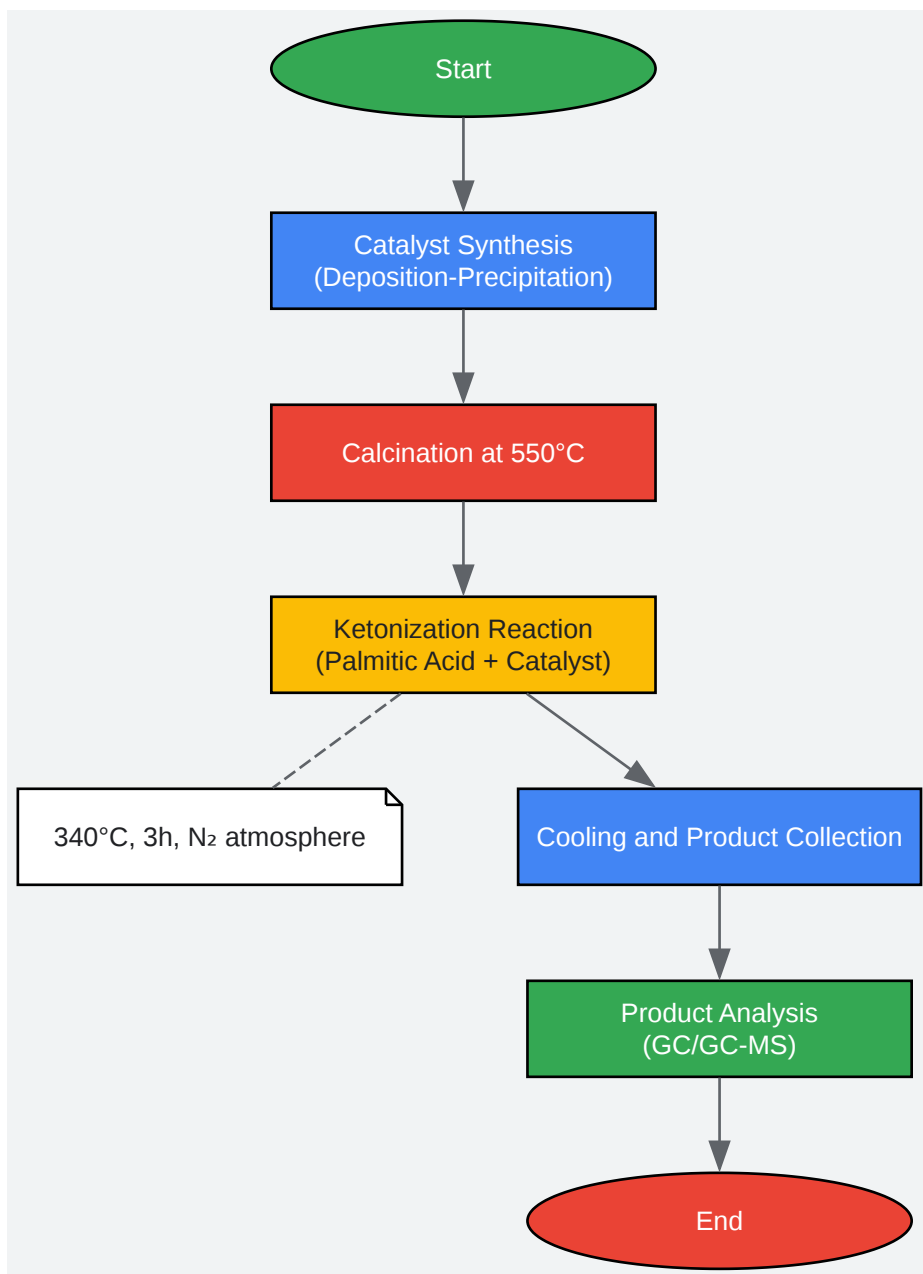 Start
Catalyst Synthesis
(Deposition-Precipitation)
Calcination at 550°C
Ketonization Reaction
(Palmitic Acid + Catalyst)
340°C, 3h, N₂ atmosphere
Cooling and Product Collection
Product Analysis
(GC/GC-MS)
End